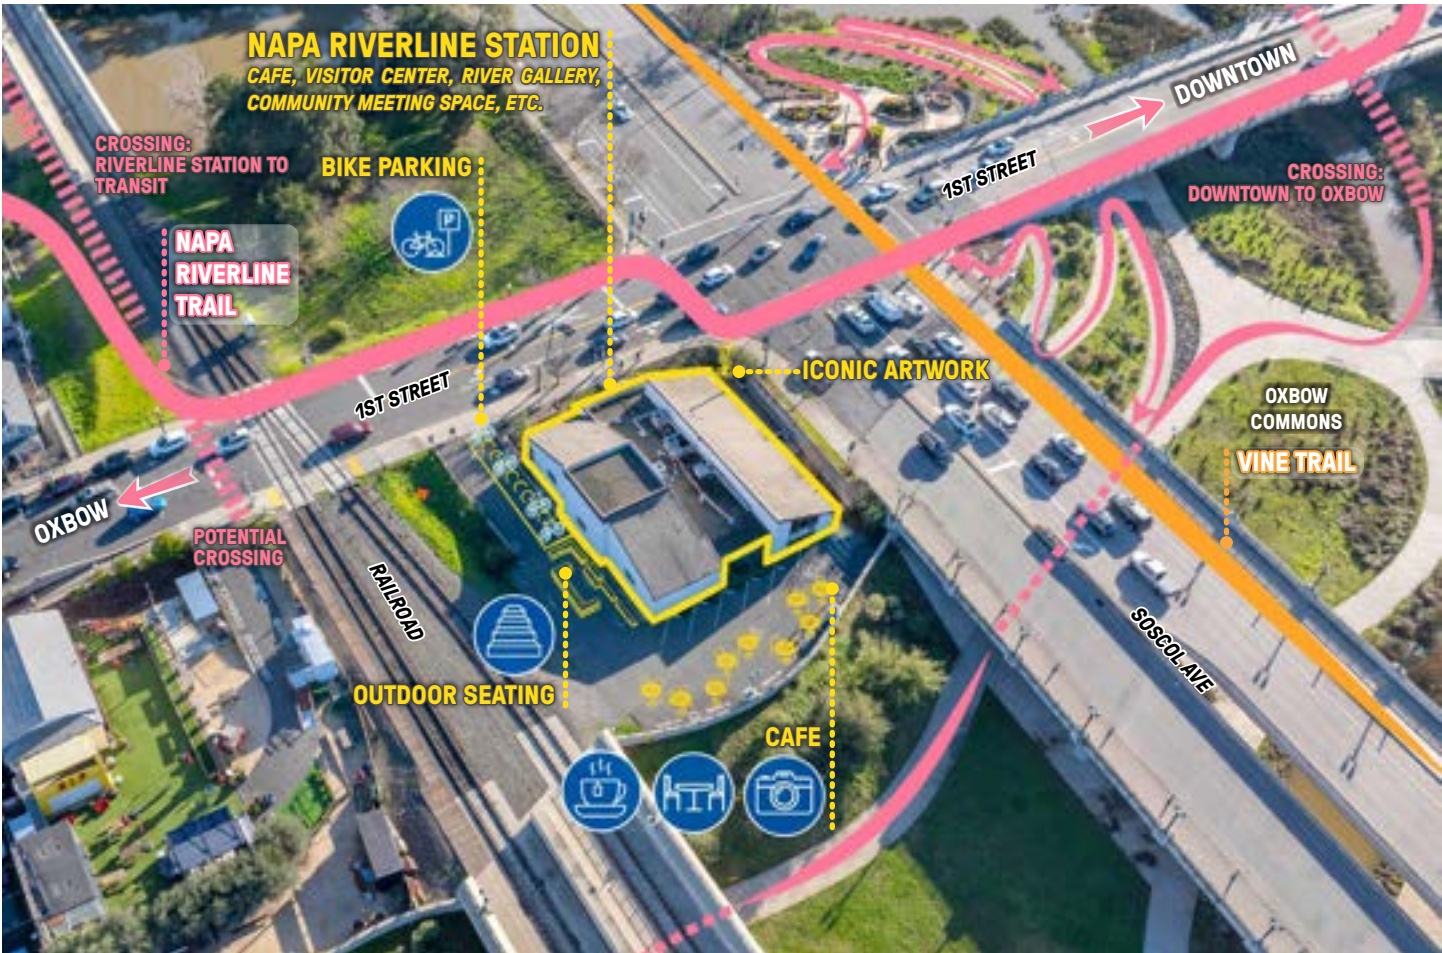 NAPA RIVERLINE STATION
CAFE, VISITOR CENTER, RIVER GALLERY,
COMMUNITY MEETING SPACE, ETC.
DOWNTOWN
CROSSING:
RIVERLINE STATION TO
TRANSIT
BIKE PARKING
P
1ST STREET
CROSSING:
DOWNTOWN TO OXBOW
NAPA
RIVERLINE
TRAIL
ICONIC ARTWORK
1ST STREET
OXBOW
COMMONS
VINE TRAIL
OXBOW
POTENTIAL
CROSSING
RAILROAD
SOSCOL AVE
OUTDOOR SEATING
CAFE